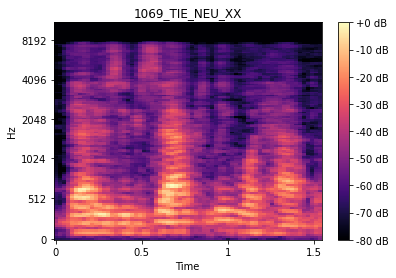 1069_TIE_NEU_XX
+0 dB
8192
-10 dB
4096
-20 dB
-30 dB
2048
Hz
-40 dB
1024
-50 dB
512
-60 dB
-70 dB
0
-80 dB
0
0.5
1
1.5
Time